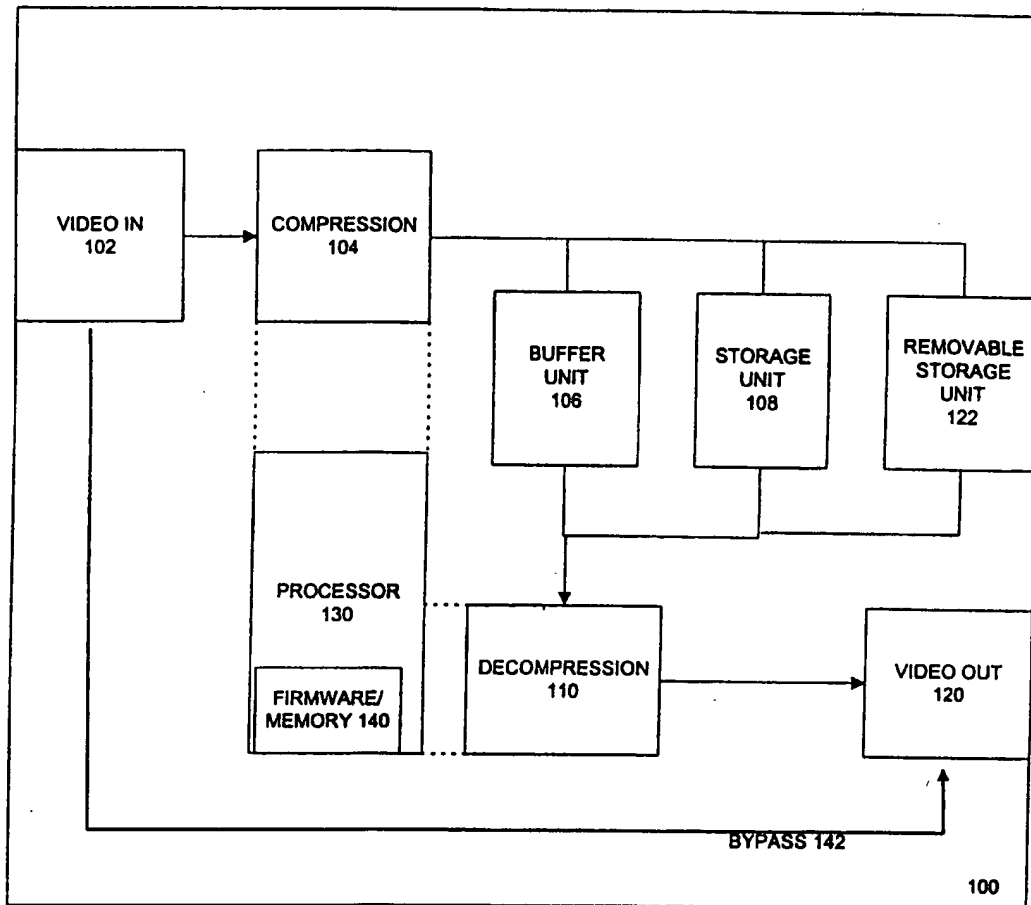 VIDEO IN
102
COMPRESSION
104
BUFFER
UNIT
106
STORAGE
UNIT
108
REMOVABLE
STORAGE
UNIT
122
PROCESSOR
130
FIRMWARE/
MEMORY 140
DECOMPRESSION
110
VIDEO OUT
120
BYPASS 142
100